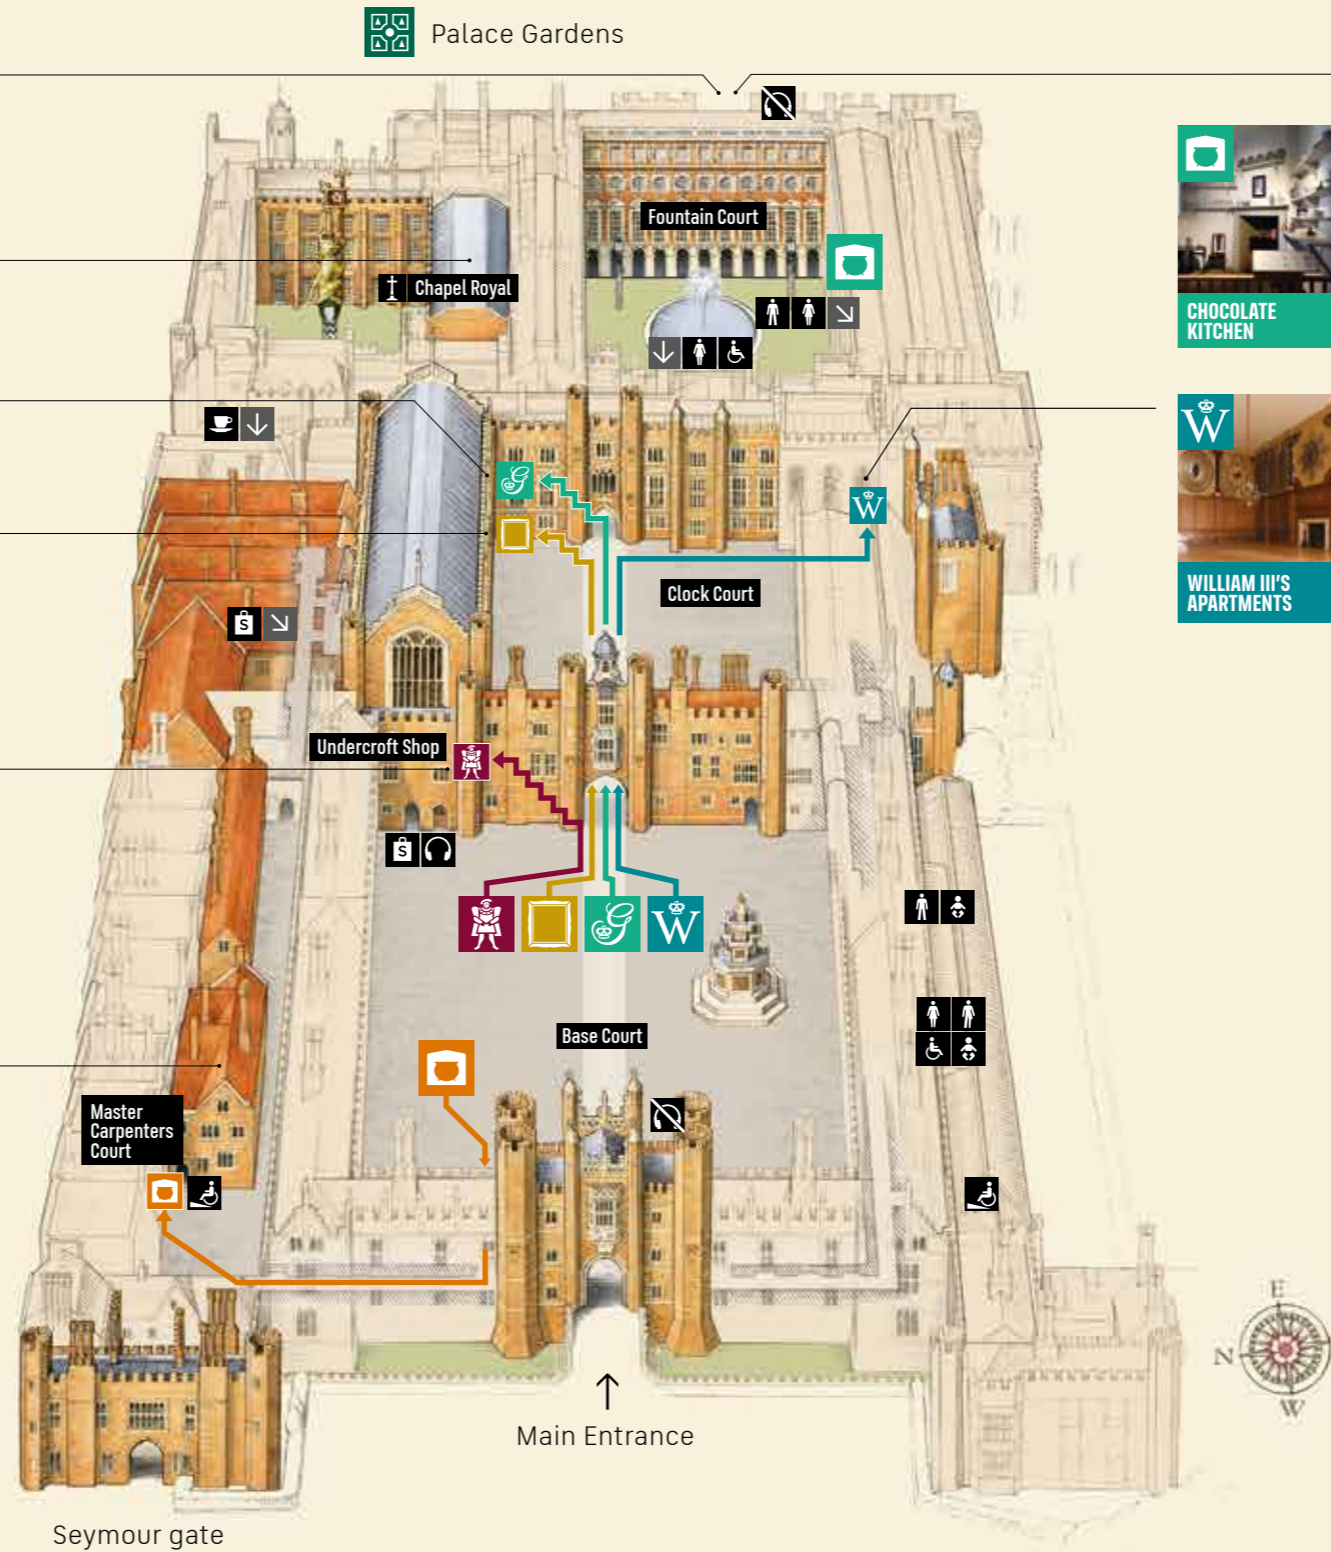 Palace Gardens
Fountain Court
Chapel Royal
CHOCOLATE
KITCHEN
G
W
W
Clock Court
WILLIAM III'S
APARTMENTS
S
Undercroft Shop
S
G
W
Base Court
Master
Carpenters
Court
E
N
W
Main Entrance
Seymour gate